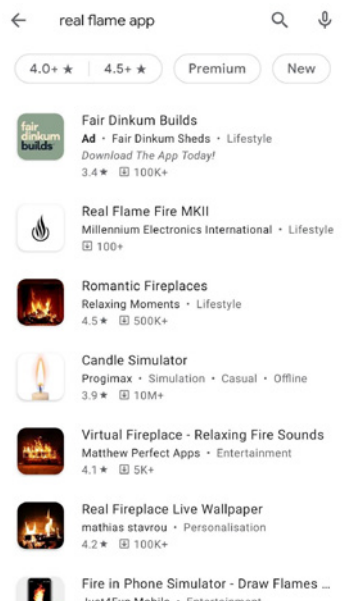 real flame app
4.0+ ★ 4.5+ ★ Premium New
fair
dinkum
builds
Fair Dinkum Builds
Ad • Fair Dinkum Sheds • Lifestyle
Download The App Today!
3.4★ 100K+
Real Flame Fire MKII
Millennium Electronics International • Lifestyle
100+
Romantic Fireplaces
Relaxing Moments • Lifestyle
4.5★ 500K+
Candle Simulator
Progimax • Simulation • Casual • Offline
3.9★ 10M+
Virtual Fireplace - Relaxing Fire Sounds
Matthew Perfect Apps • Entertainment
4.1★ 5K+
Real Fireplace Live Wallpaper
mathias stavrou • Personalisation
4.2★ 100K+
Fire in Phone Simulator - Draw Flames ...